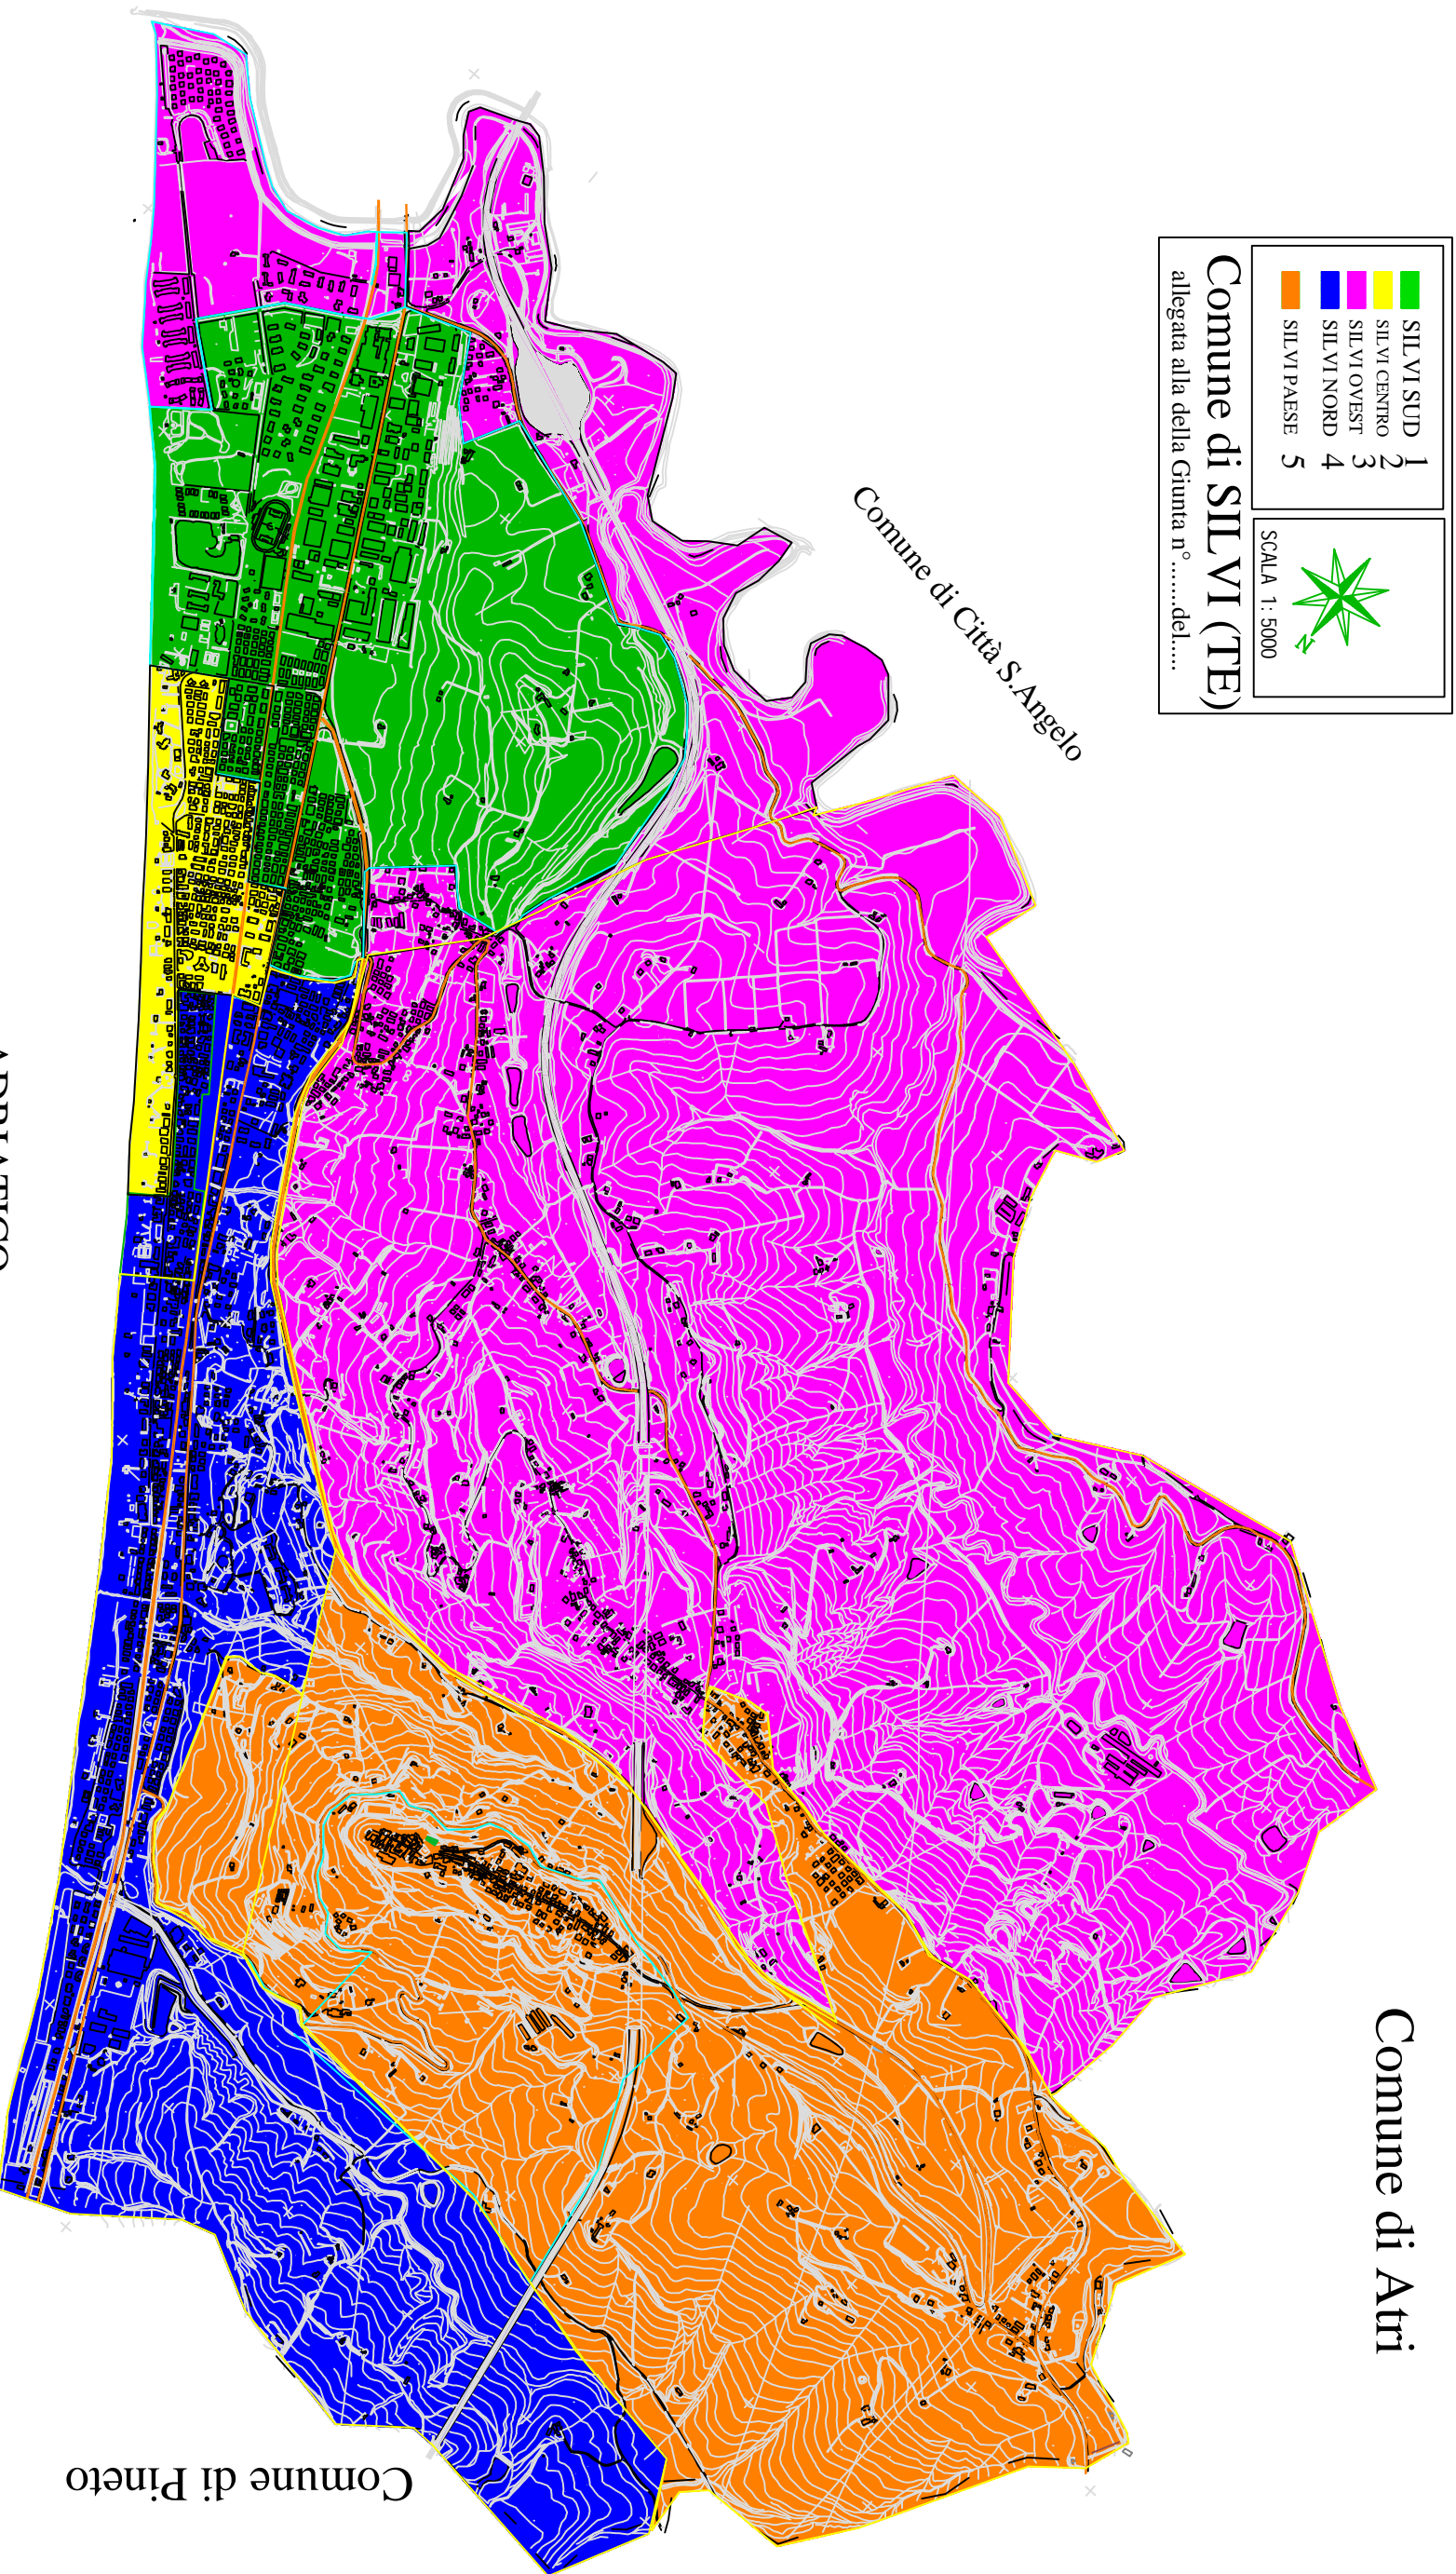 SILVI SUD 1
SILVI CENTRO 2
SILVI OVEST 3
SILVI NORD 4
SILVI PAESE 5
N
SCALA 1: 5000
Comune di SILVI (TE)
allegata alla della Giunta n° .......del......
Comune di Città S.Angelo
Comune di Atri
Comune di Pineto